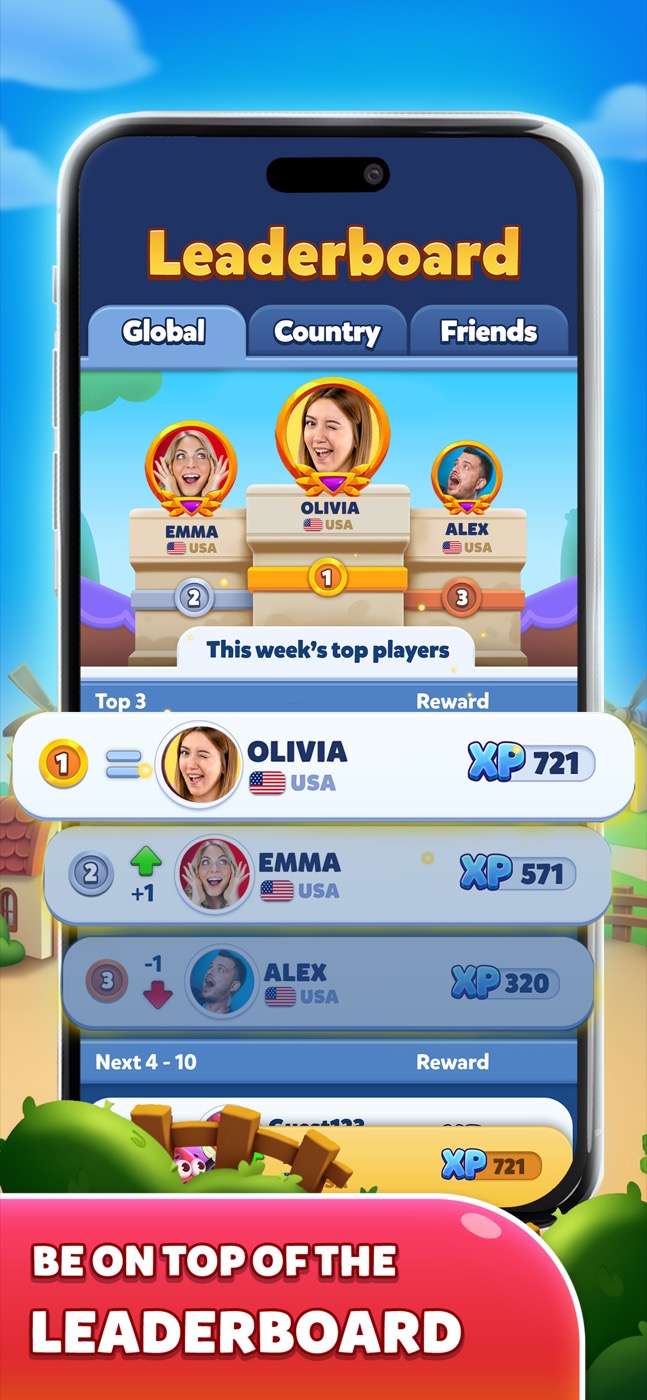 Leaderboard
Global
Country
Friends
OLIVIA
USA
EMMA
USA
ALEX
USA
1
2
3
This week's top players
Top 3
Reward
1
OLIVIA
USA
XP 721
2
+1
EMMA
USA
XP 571
3
-1
ALEX
USA
XP 320
Next 4 - 10
Reward
Guest123
XP 721
BE ON TOP OF THE
LEADERBOARD